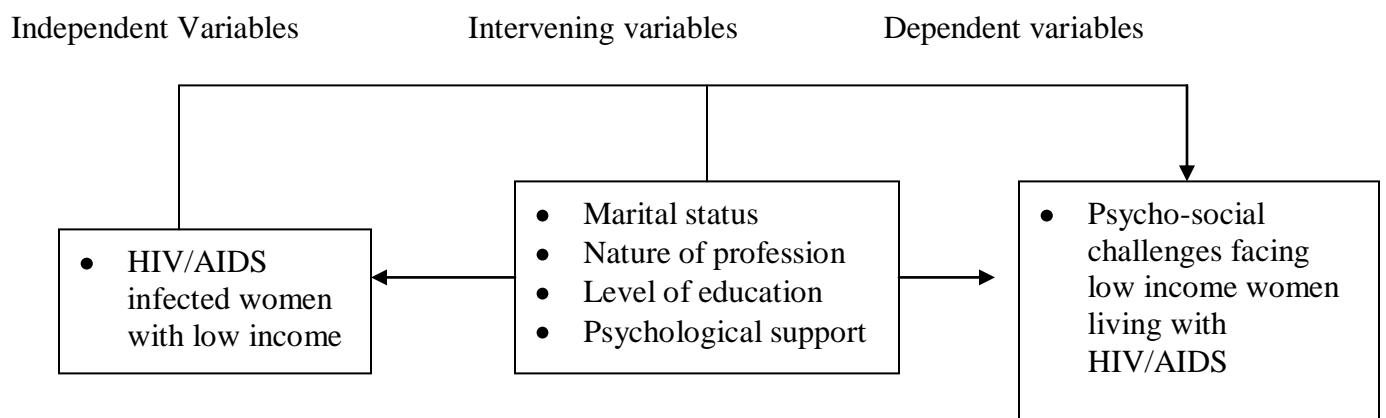 Independent Variables
Intervening variables
Dependent variables
● HIV/AIDS
infected women
with low income
● Marital status
● Nature of profession
● Level of education
● Psychological support
● Psycho-social
challenges facing
low income women
living with
HIV/AIDS